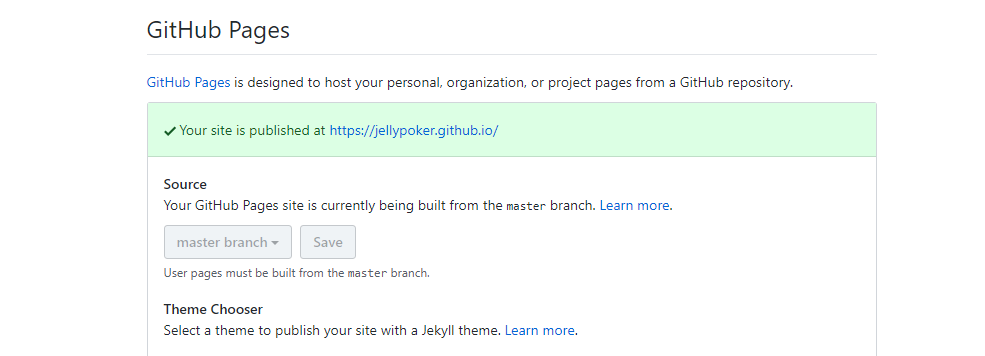 GitHub Pages
GitHub Pages is designed to host your personal, organization, or project pages from a GitHub repository.
Your site is published at https://jellypoker.github.io/
Source
Your GitHub Pages site is currently being built from the master branch. Learn more.
master branch Save
User pages must be built from the master branch.
Theme Chooser
Select a theme to publish your site with a Jekyll theme. Learn more.